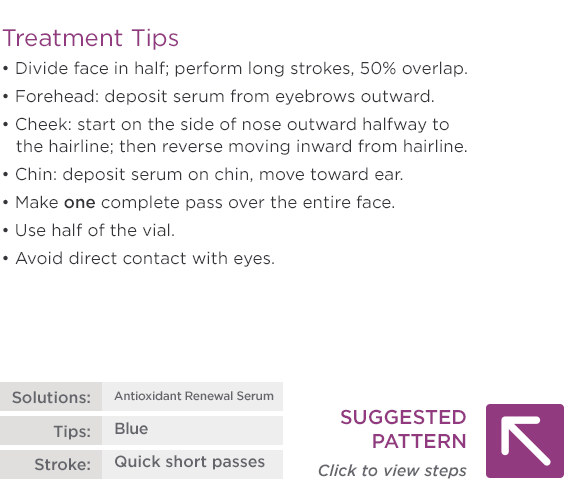 Treatment Tips
• Divide face in half; perform long strokes, 50% overlap.
• Forehead: deposit serum from eyebrows outward.
• Cheek: start on the side of nose outward halfway to
the hairline; then reverse moving inward from hairline.
• Chin: deposit serum on chin, move toward ear.
• Make one complete pass over the entire face.
• Use half of the vial.
• Avoid direct contact with eyes.
Solutions: Antioxidant Renewal Serum
Tips: Blue
Stroke: Quick short passes
SUGGESTED
PATTERN
Click to view steps